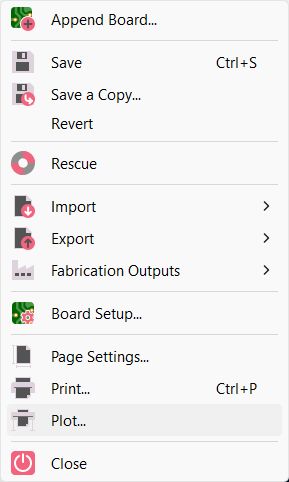 Append Board...
Save Ctrl+S
Save a Copy...
Revert
Rescue
Import
Export
Fabrication Outputs
Board Setup...
Page Settings...
Print... Ctrl+P
Plot...
Close